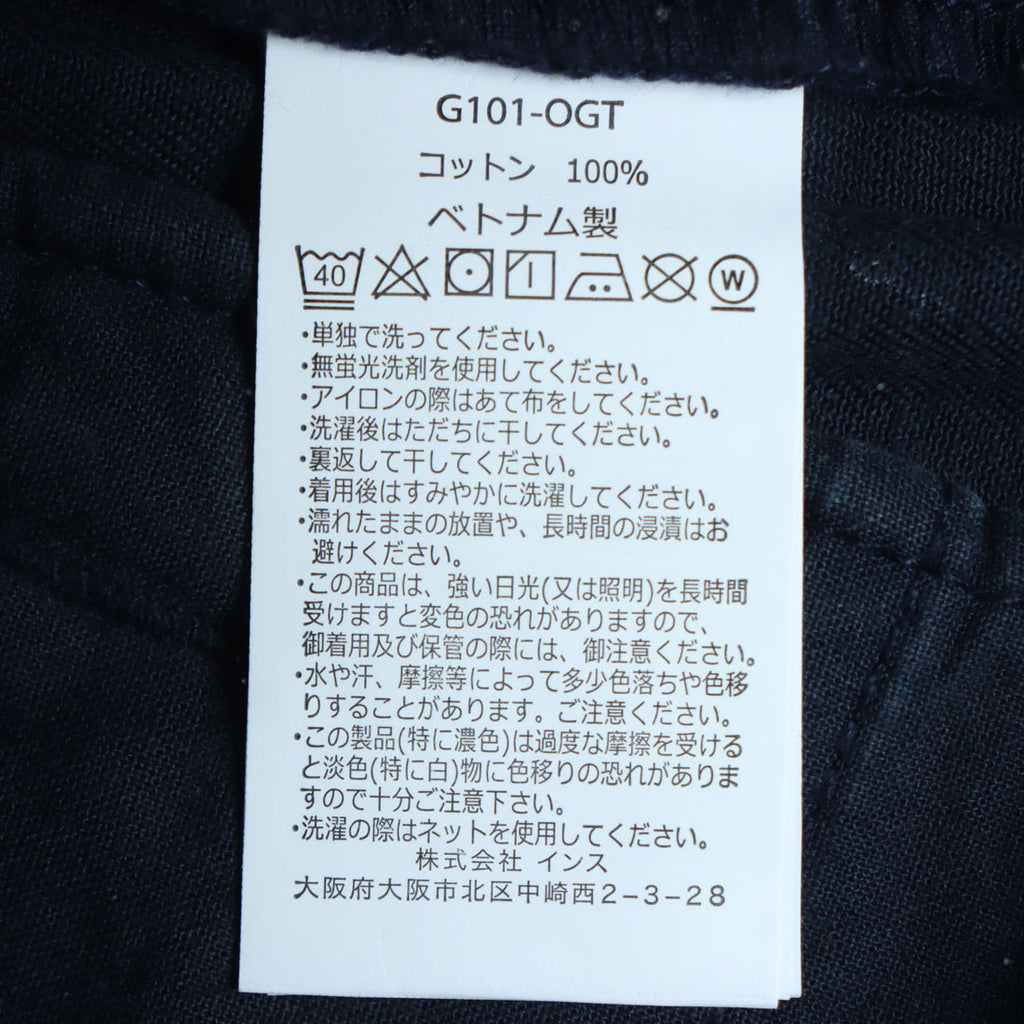 G101-OGT
コットン 100%
ベトナム製
40 W
・単独で洗ってください。
・無蛍光洗剤を使用してください。
・アイロンの際はあて布をしてください。
・洗濯後はただちに干してください。
・裏返して干してください。
・着用後はすみやかに洗濯してください。
・濡れたままの放置や、長時間の浸漬はお
避けください。
・この商品は、強い日光(又は照明)を長時間
受けますと変色の恐れがありますので、
御着用及び保管の際には、御注意ください。
・水や汗、摩擦等によって多少色落ちや色移
りすることがあります。ご注意ください。
・この製品(特に濃色)は過度な摩擦を受ける
と淡色(特に白)物に色移りの恐れがありま
すので十分ご注意下さい。
・洗濯の際はネットを使用してください。
株式会社 インス
大阪府大阪市北区中崎西2-3-28